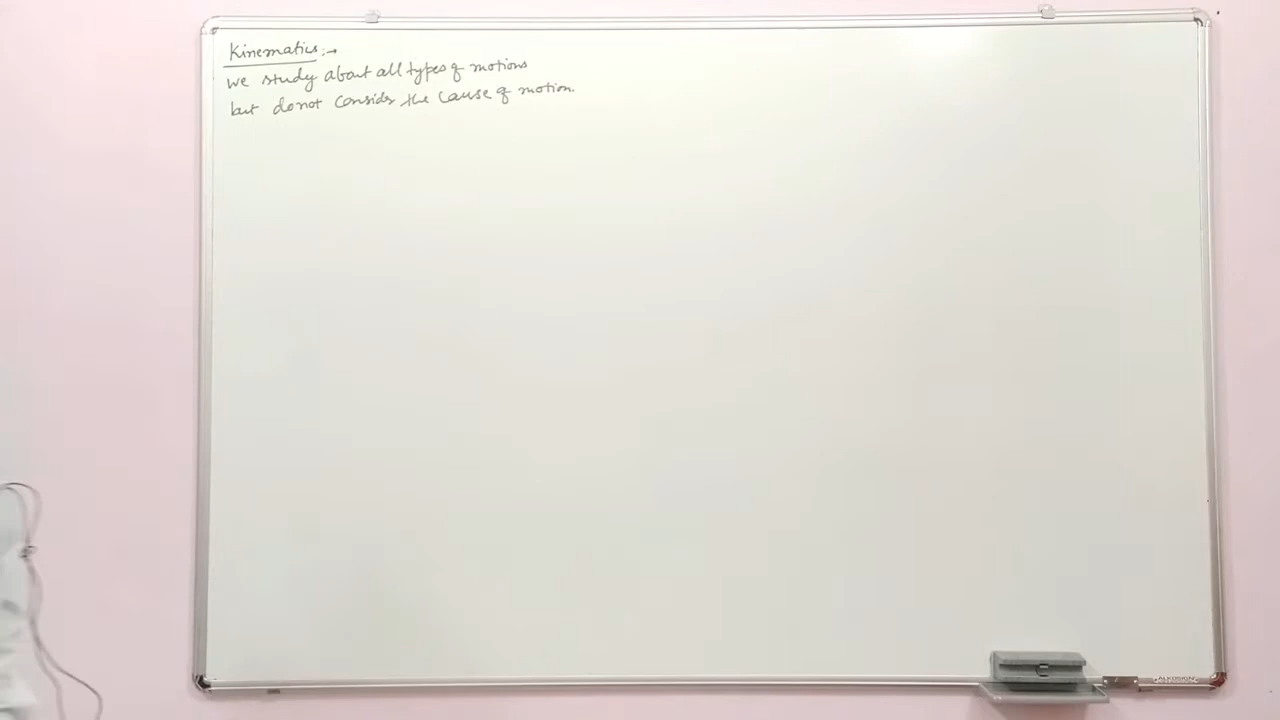 Kinematics :→
we study about all types of motions
but do not consider the cause of motion.